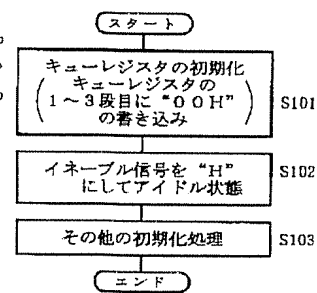 スタート
キューレジスタの初期化
キューレジスタの
1～3段目に“00H”
の書き込み
S101
イネーブル信号を“H”
にしてアイドル状態
S102
その他の初期化処理
S103
エンド